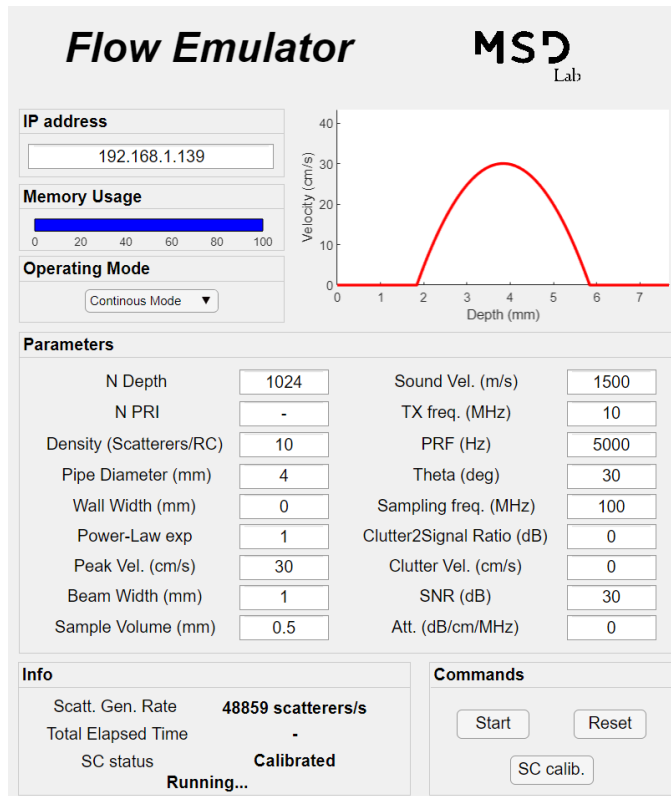 Flow Emulator
MSD
Lab
IP address
192.168.1.139
Memory Usage
0 20 40 60 80 100
Operating Mode
Continous Mode ▼
40
30
20
10
0
Velocity (cm/s)
0 1 2 3 4 5 6 7
Depth (mm)
Parameters
N Depth 1024 Sound Vel. (m/s) 1500
N PRI - TX freq. (MHz) 10
Density (Scatterers/RC) 10 PRF (Hz) 5000
Pipe Diameter (mm) 4 Theta (deg) 30
Wall Width (mm) 0 Sampling freq. (MHz) 100
Power-Law exp 1 Clutter2Signal Ratio (dB) 0
Peak Vel. (cm/s) 30 Clutter Vel. (cm/s) 0
Beam Width (mm) 1 SNR (dB) 30
Sample Volume (mm) 0.5 Att. (dB/cm/MHz) 0
Info
Scatt. Gen. Rate 48859 scatterers/s
Total Elapsed Time -
SC status Calibrated
Running...
Commands
Start Reset
SC calib.